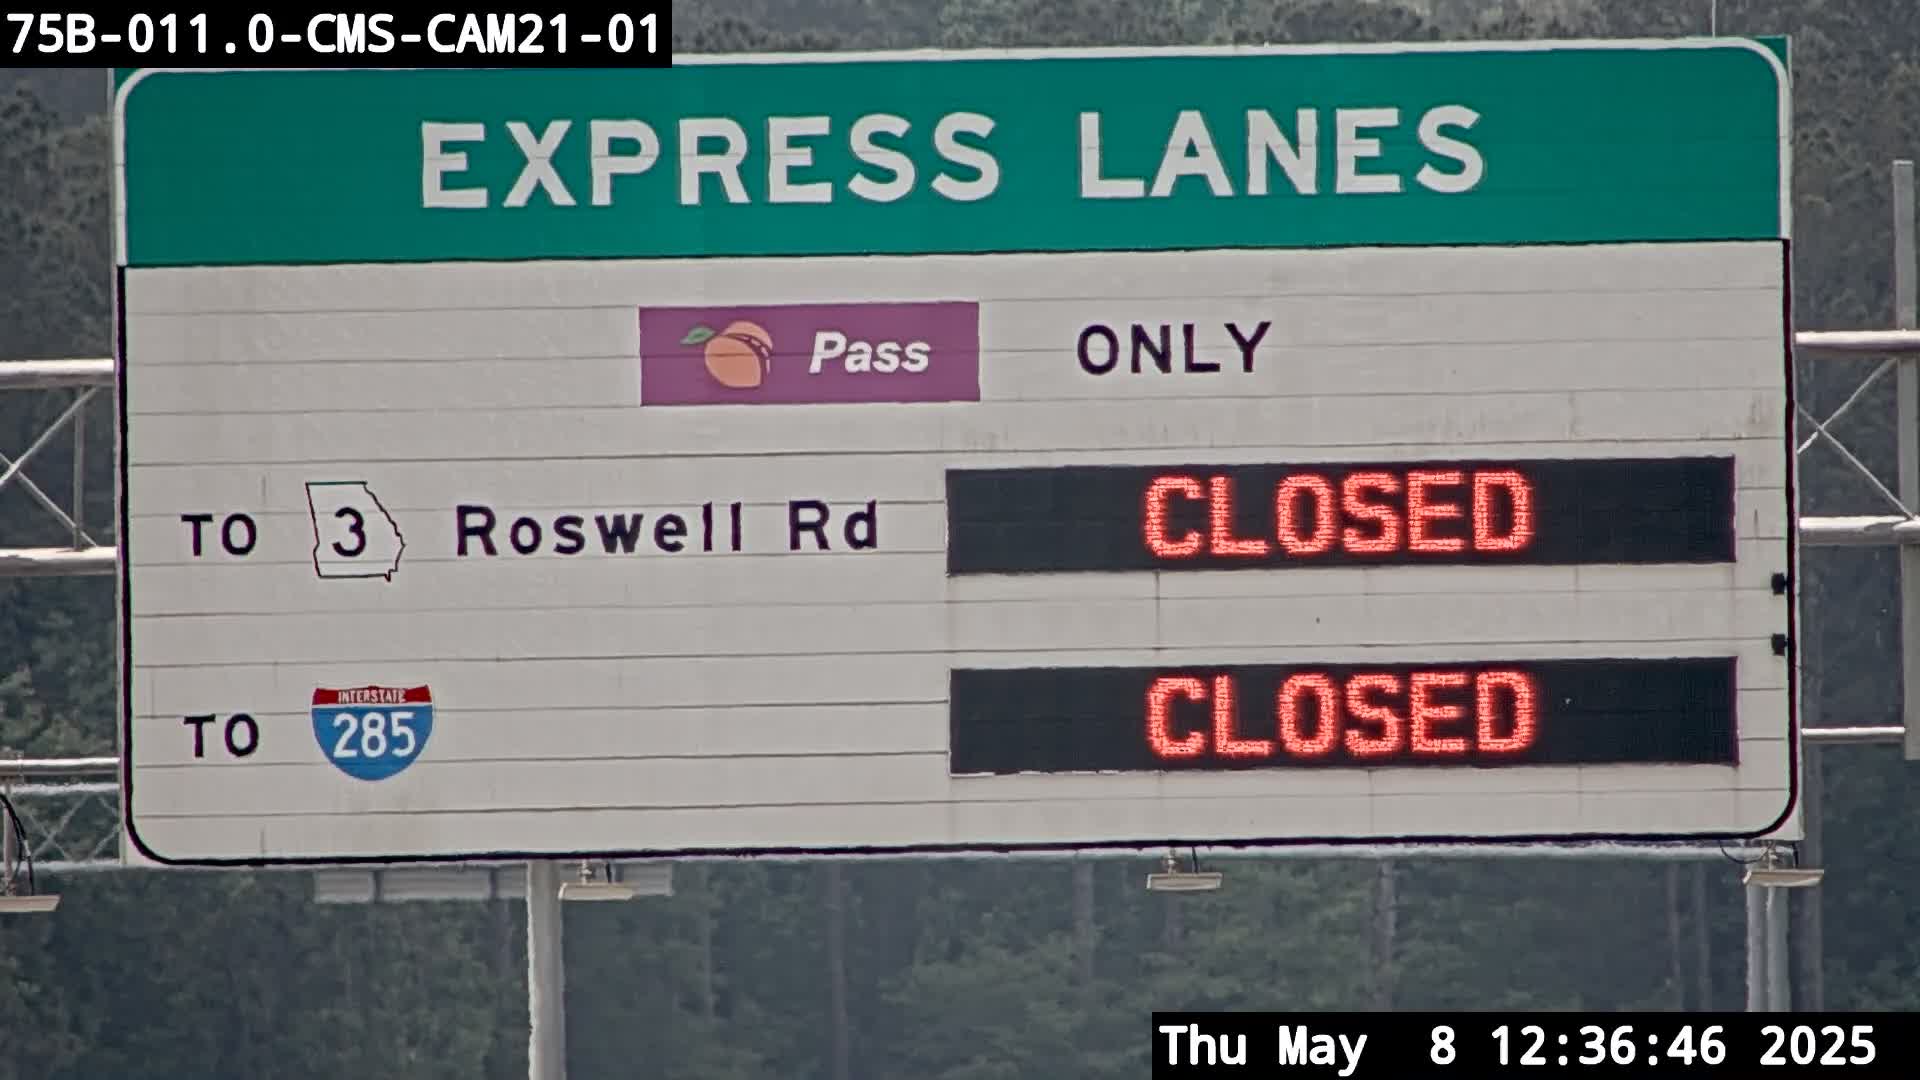 75B-011.0-CMS-CAM21-01
EXPRESS LANES
Pass ONLY
TO 3 Roswell Rd CLOSED
TO INTERSTATE 285 CLOSED
Thu May 8 12:36:46 2025